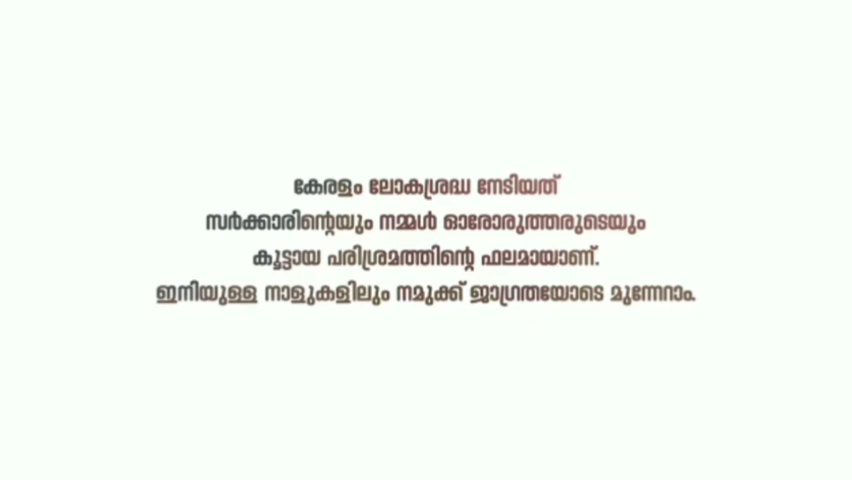 കേരളം ലോകശ്രദ്ധ നേടിയത്
സർക്കാരിന്റെയും നമ്മൾ ഓരോരുത്തരുടെയും
കൂട്ടായ പരിശ്രമത്തിന്റെ ഫലമായാണ്.
ഇനിയുള്ള നാളുകളിലും നമുക്ക് ജാഗ്രതയോടെ മുന്നേറാം.